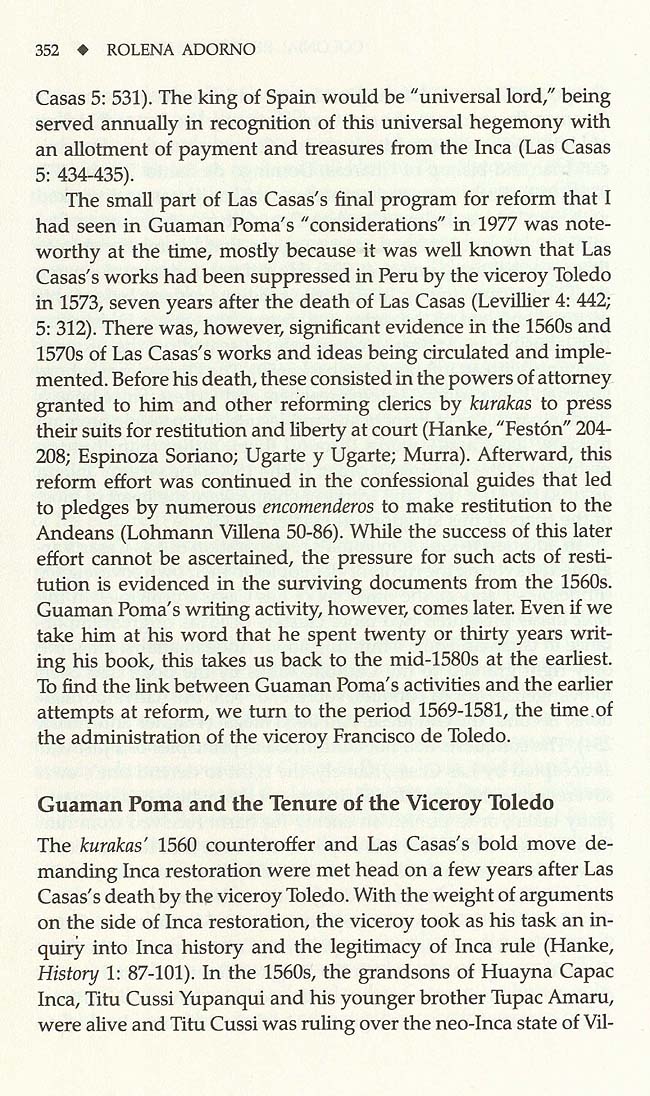 352 ◆ ROLENA ADORNO
Casas 5: 531). The king of Spain would be “universal lord,” being
served annually in recognition of this universal hegemony with
an allotment of payment and treasures from the Inca (Las Casas
5: 434-435).
The small part of Las Casas’s final program for reform that I
had seen in Guaman Poma’s “considerations” in 1977 was note-
worthy at the time, mostly because it was well known that Las
Casas’s works had been suppressed in Peru by the viceroy Toledo
in 1573, seven years after the death of Las Casas (Levillier 4: 442;
5: 312). There was, however, significant evidence in the 1560s and
1570s of Las Casas’s works and ideas being circulated and imple-
mented. Before his death, these consisted in the powers of attorney
granted to him and other reforming clerics by kurakas to press
their suits for restitution and liberty at court (Hanke, “Festón” 204-
208; Espinoza Soriano; Ugarte y Ugarte; Murra). Afterward, this
reform effort was continued in the confessional guides that led
to pledges by numerous encomenderos to make restitution to the
Andeans (Lohmann Villena 50-86). While the success of this later
effort cannot be ascertained, the pressure for such acts of resti-
tution is evidenced in the surviving documents from the 1560s.
Guaman Poma’s writing activity, however, comes later. Even if we
take him at his word that he spent twenty or thirty years writ-
ing his book, this takes us back to the mid-1580s at the earliest.
To find the link between Guaman Poma’s activities and the earlier
attempts at reform, we turn to the period 1569-1581, the time of
the administration of the viceroy Francisco de Toledo.
Guaman Poma and the Tenure of the Viceroy Toledo
The kurakas’ 1560 counteroffer and Las Casas’s bold move de-
manding Inca restoration were met head on a few years after Las
Casas’s death by the viceroy Toledo. With the weight of arguments
on the side of Inca restoration, the viceroy took as his task an in-
quiry into Inca history and the legitimacy of Inca rule (Hanke,
History 1: 87-101). In the 1560s, the grandsons of Huayna Capac
Inca, Titu Cussi Yupanqui and his younger brother Tupac Amaru,
were alive and Titu Cussi was ruling over the neo-Inca state of Vil-